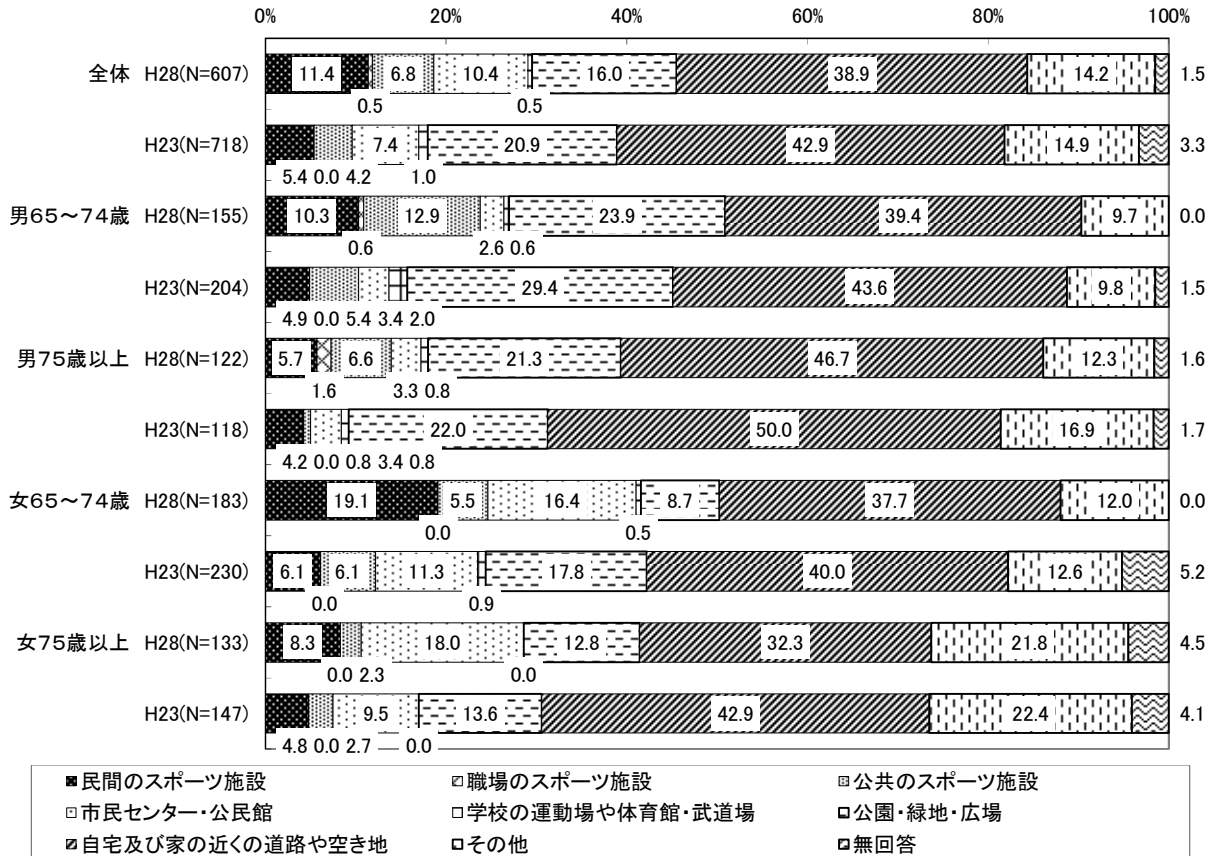 0% 20% 40% 60% 80% 100%
全体 H28(N=607) 11.4 6.8 10.4 16.0 38.9 14.2 1.5
0.5 0.5
H23(N=718) 7.4 20.9 42.9 14.9 3.3
5.4 0.0 4.2 1.0
男65～74歳 H28(N=155) 10.3 12.9 23.9 39.4 9.7 0.0
0.6 2.6 0.6
H23(N=204) 29.4 43.6 9.8 1.5
4.9 0.0 5.4 3.4 2.0
男75歳以上 H28(N=122) 5.7 6.6 21.3 46.7 12.3 1.6
1.6 3.3 0.8
H23(N=118) 22.0 50.0 16.9 1.7
4.2 0.0 0.8 3.4 0.8
女65～74歳 H28(N=183) 19.1 5.5 16.4 8.7 37.7 12.0 0.0
0.0 0.5
H23(N=230) 6.1 6.1 11.3 17.8 40.0 12.6 5.2
0.0 0.9
女75歳以上 H28(N=133) 8.3 18.0 12.8 32.3 21.8 4.5
0.0 2.3 0.0
H23(N=147) 9.5 13.6 42.9 22.4 4.1
4.8 0.0 2.7 0.0
民間のスポーツ施設 職場のスポーツ施設 公共のスポーツ施設
市民センター・公民館 学校の運動場や体育館・武道場 公園・緑地・広場
自宅及び家の近くの道路や空き地 その他 無回答